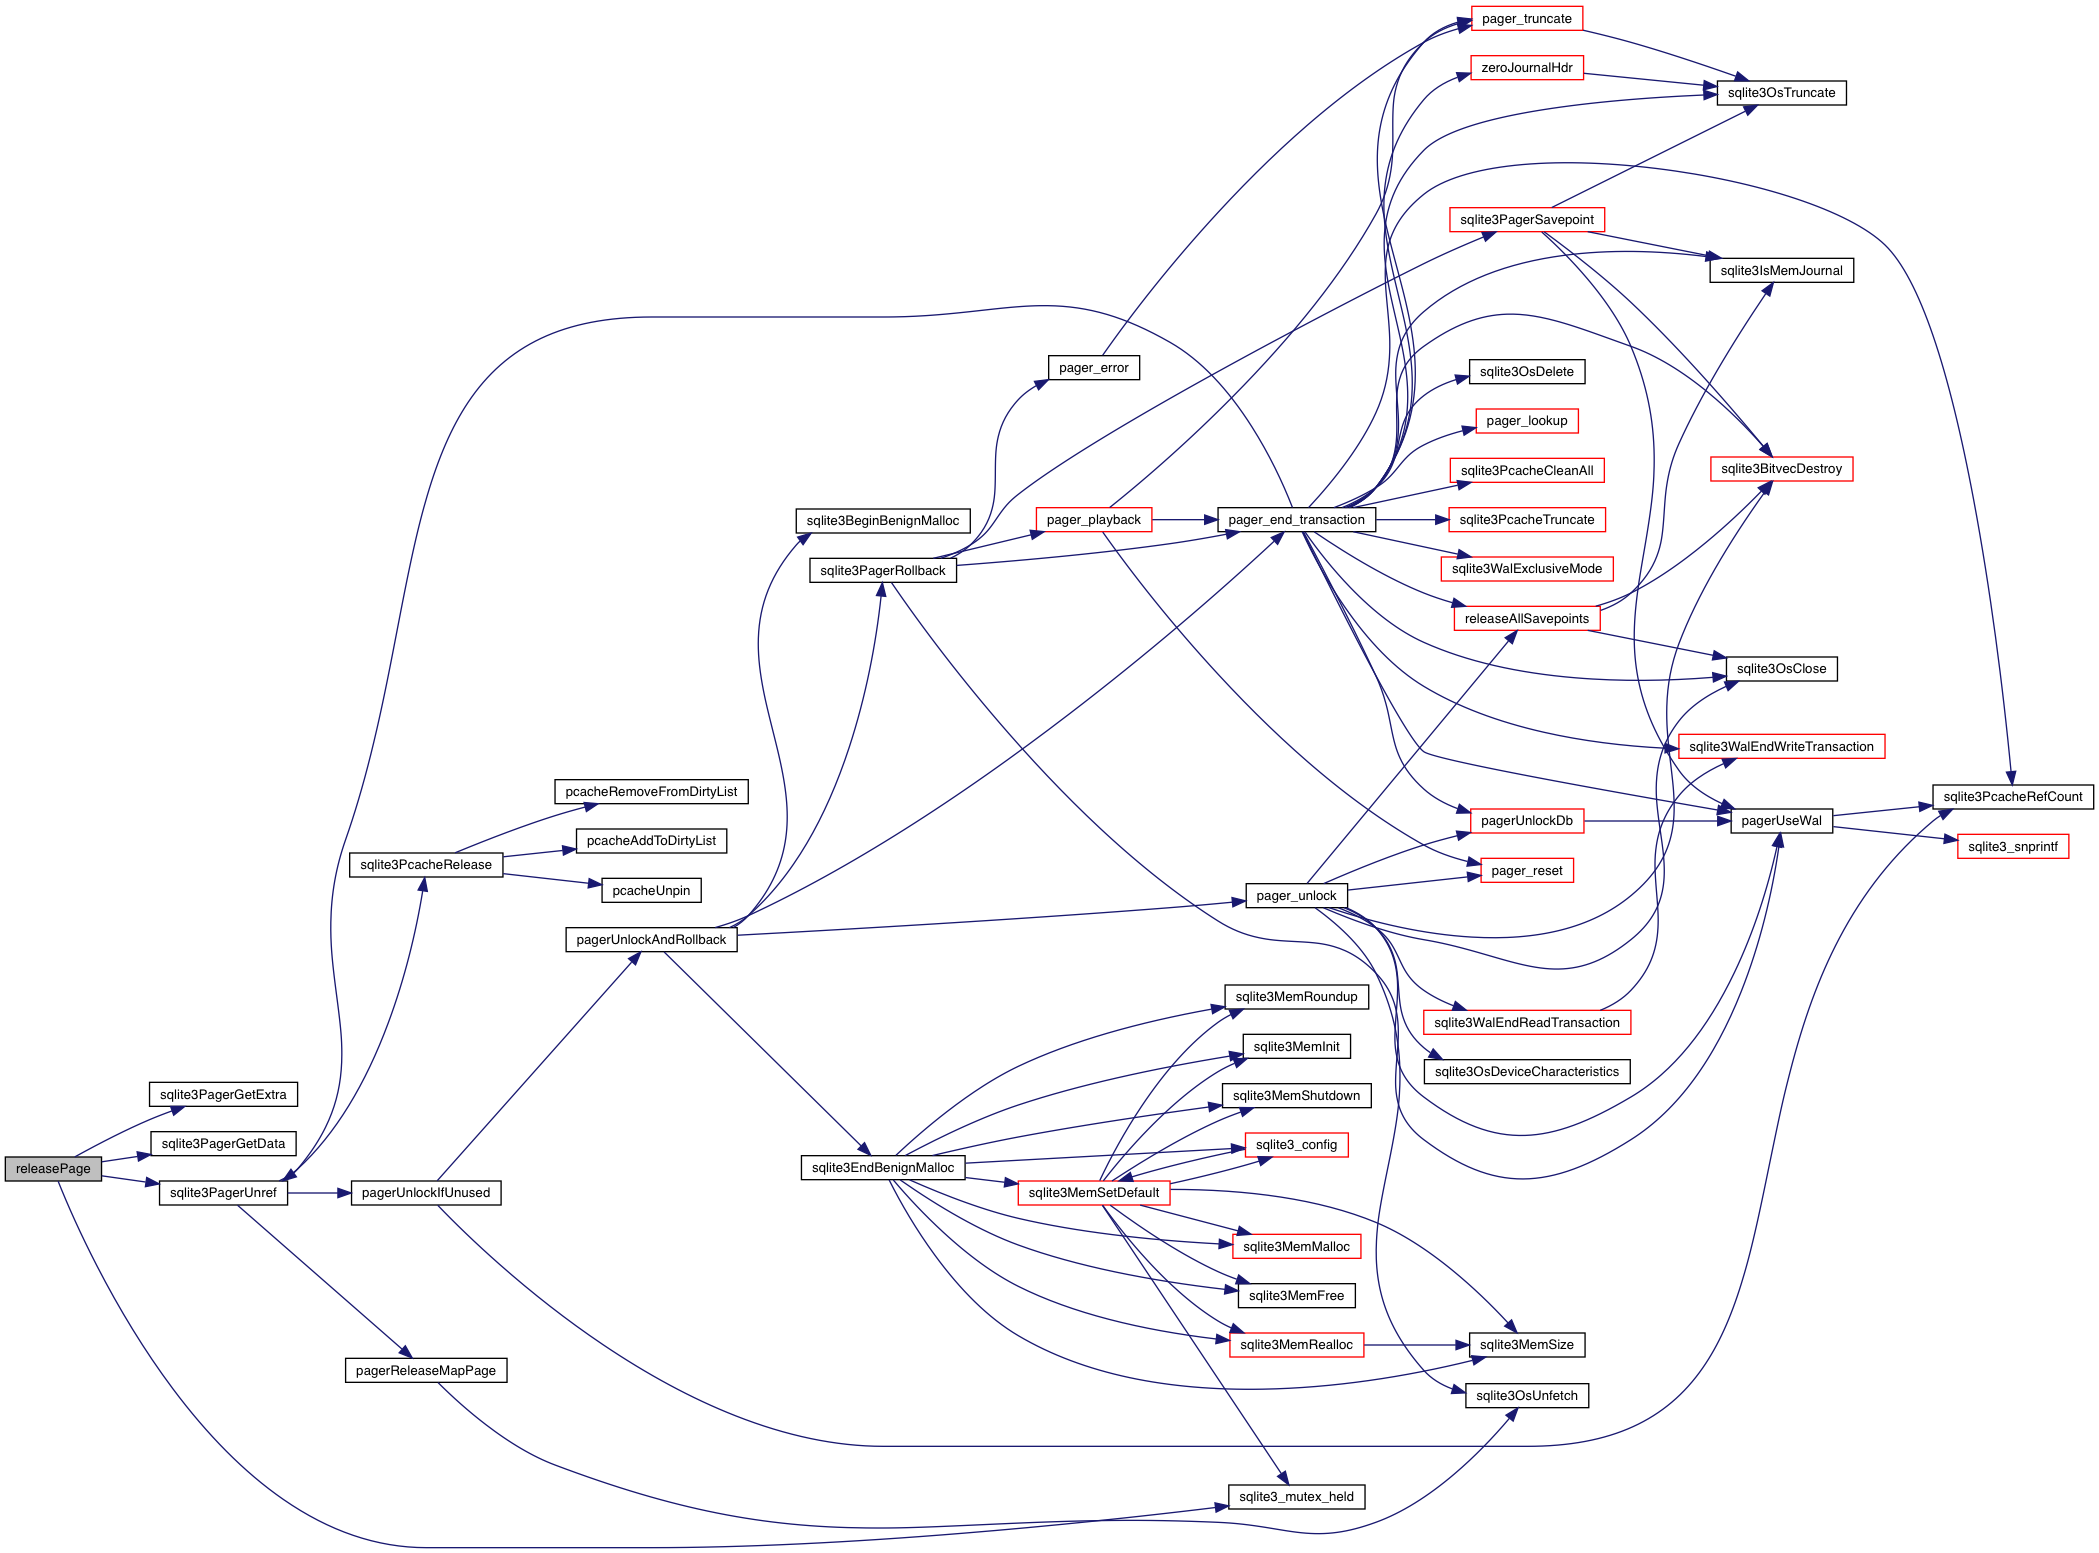 releasePage
sqlite3PagerGetExtra
sqlite3PagerGetData
sqlite3PagerUnref
sqlite3PcacheRelease
pagerUnlockIfUnused
pagerReleaseMapPage
pcacheRemoveFromDirtyList
pcacheAddToDirtyList
pcacheUnpin
pagerUnlockAndRollback
sqlite3BeginBenignMalloc
sqlite3PagerRollback
sqlite3EndBenignMalloc
pager_error
pager_playback
sqlite3MemSetDefault
pager_end_transaction
pager_unlock
sqlite3MemRoundup
sqlite3MemInit
sqlite3MemShutdown
sqlite3_config
sqlite3MemMalloc
sqlite3MemFree
sqlite3MemRealloc
sqlite3_mutex_held
pager_truncate
zeroJournalHdr
sqlite3PagerSavepoint
sqlite3OsDelete
pager_lookup
sqlite3PcacheCleanAll
sqlite3PcacheTruncate
sqlite3WalExclusiveMode
releaseAllSavepoints
pagerUnlockDb
pager_reset
sqlite3WalEndReadTransaction
sqlite3OsDeviceCharacteristics
sqlite3MemSize
sqlite3OsUnfetch
sqlite3OsTruncate
sqlite3IsMemJournal
sqlite3BitvecDestroy
sqlite3OsClose
sqlite3WalEndWriteTransaction
pagerUseWal
sqlite3PcacheRefCount
sqlite3_snprintf